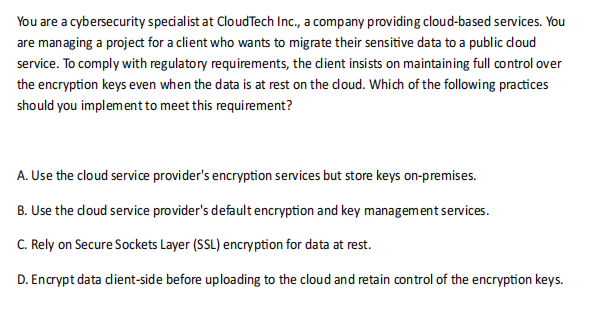 You are a cybersecurity specialist at CloudTech Inc., a company providing cloud-based services. You
are managing a project for a client who wants to migrate their sensitive data to a public cloud
service. To comply with regulatory requirements, the client insists on maintaining full control over
the encryption keys even when the data is at rest on the cloud. Which of the following practices
should you implement to meet this requirement?
A. Use the cloud service provider's encryption services but store keys on-premises.
B. Use the cloud service provider's default encryption and key management services.
C. Rely on Secure Sockets Layer (SSL) encryption for data at rest.
D. Encrypt data client-side before uploading to the cloud and retain control of the encryption keys.